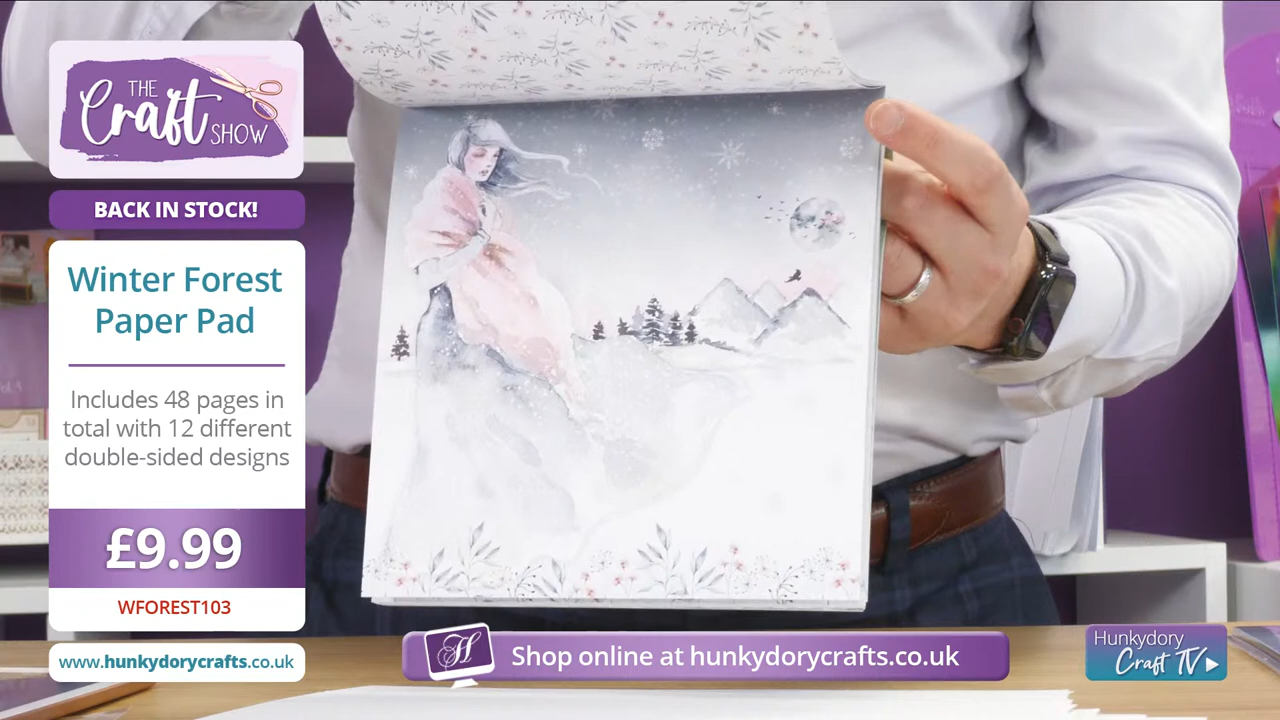 THE
Craft
SHOW
BACK IN STOCK!
Winter Forest
Paper Pad
Includes 48 pages in
total with 12 different
double-sided designs
£9.99
WFOREST103
www.hunkydorycrafts.co.uk
H
Shop online at hunkydorycrafts.co.uk
Hunkydory
Craft TV